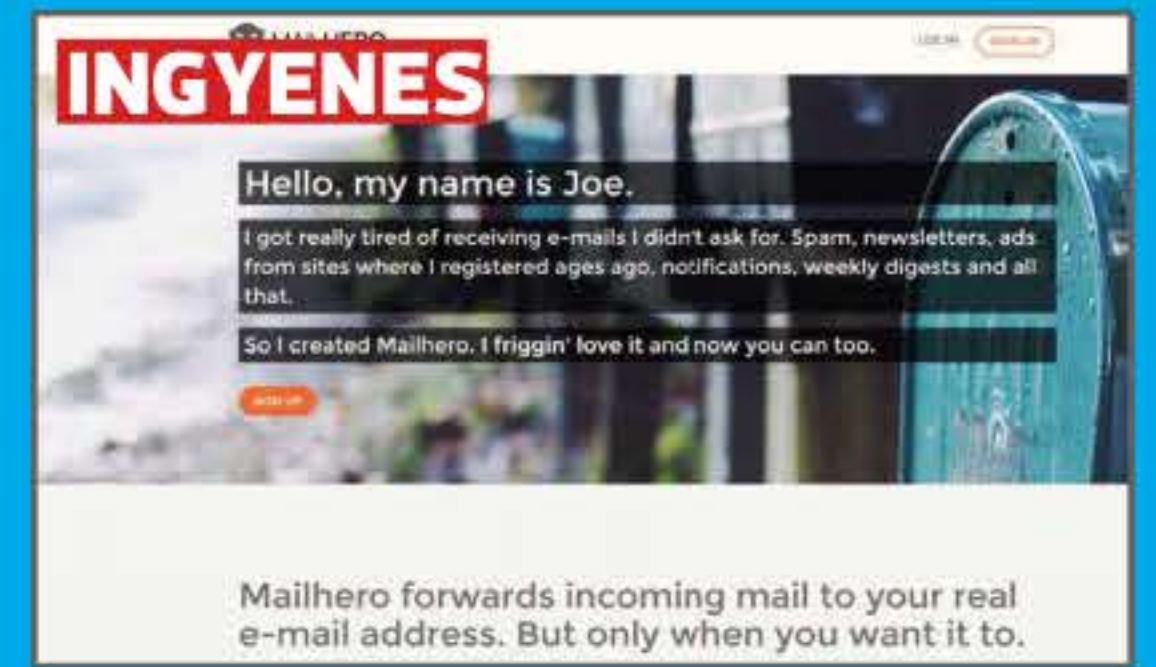 INGYENES
Hello, my name is Joe.
I got really tired of receiving e-mails I didn't ask for. Spam, newsletters, ads
from sites where I registered ages ago, notifications, weekly digests and all
that.
So I created Mailhero. I friggin' love it and now you can too.
SIGN UP
Mailhero forwards incoming mail to your real
e-mail address. But only when you want it to.